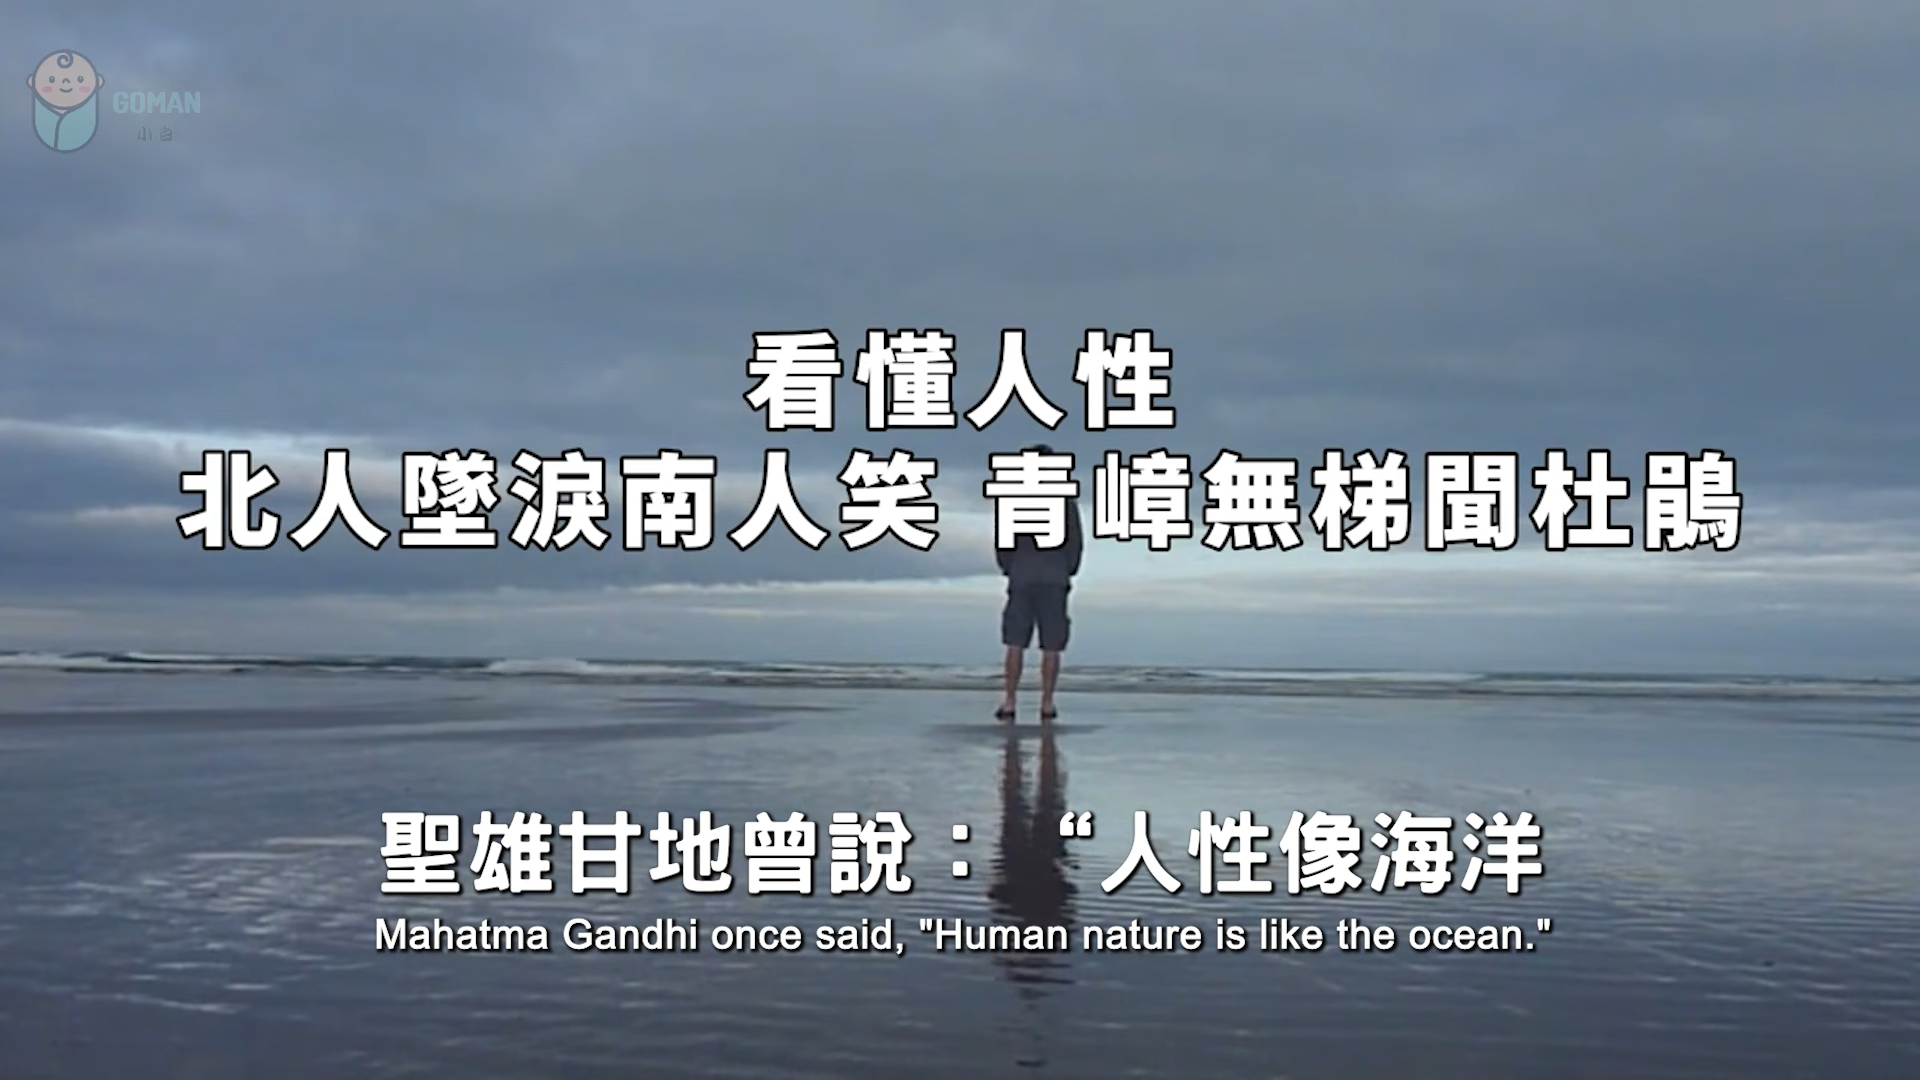 GOMAN
小白
看懂人性
北人墜淚南人笑 青嶂無梯聞杜鵑
聖雄甘地曾說：“人性像海洋
Mahatma Gandhi once said, "Human nature is like the ocean."